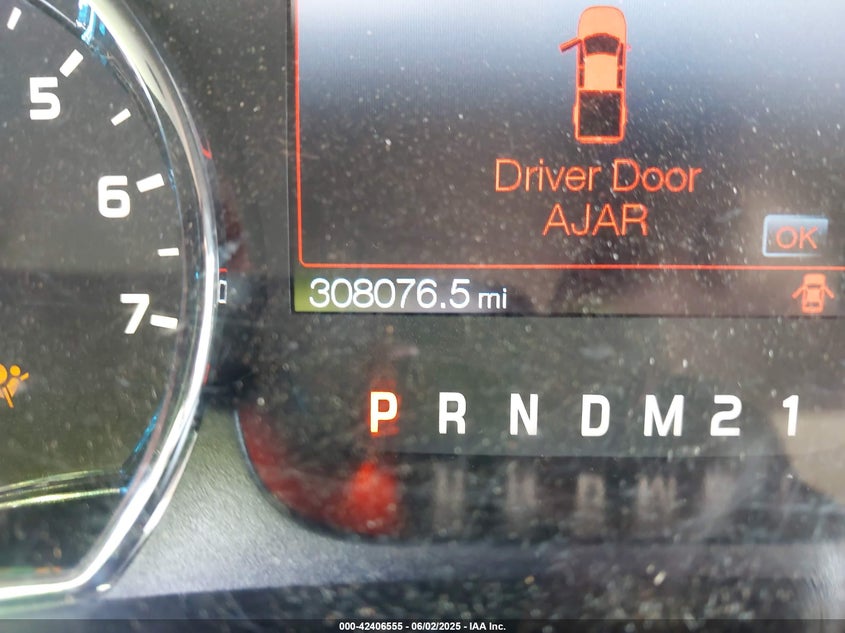 5
6
7
Driver Door
AJAR
OK
308076.5 mi
P R N D M 2 1
000-42406555 - 06/02/2025 - IAA Inc.